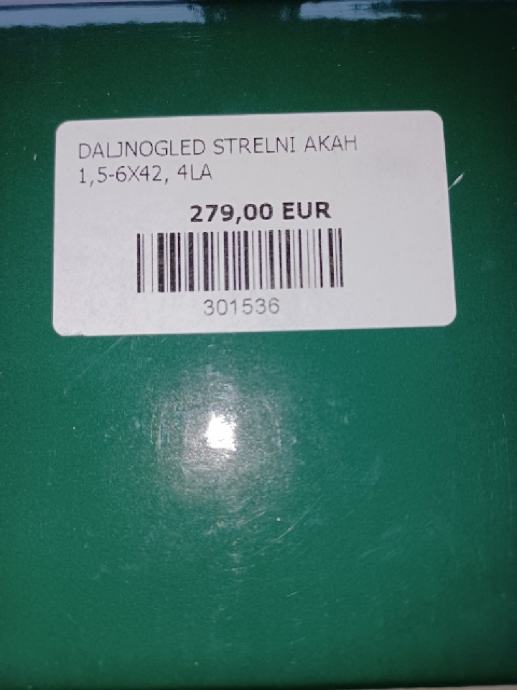 DALJNOGLED STRELNI AKAH
1,5-6X42, 4LA
279,00 EUR
301536